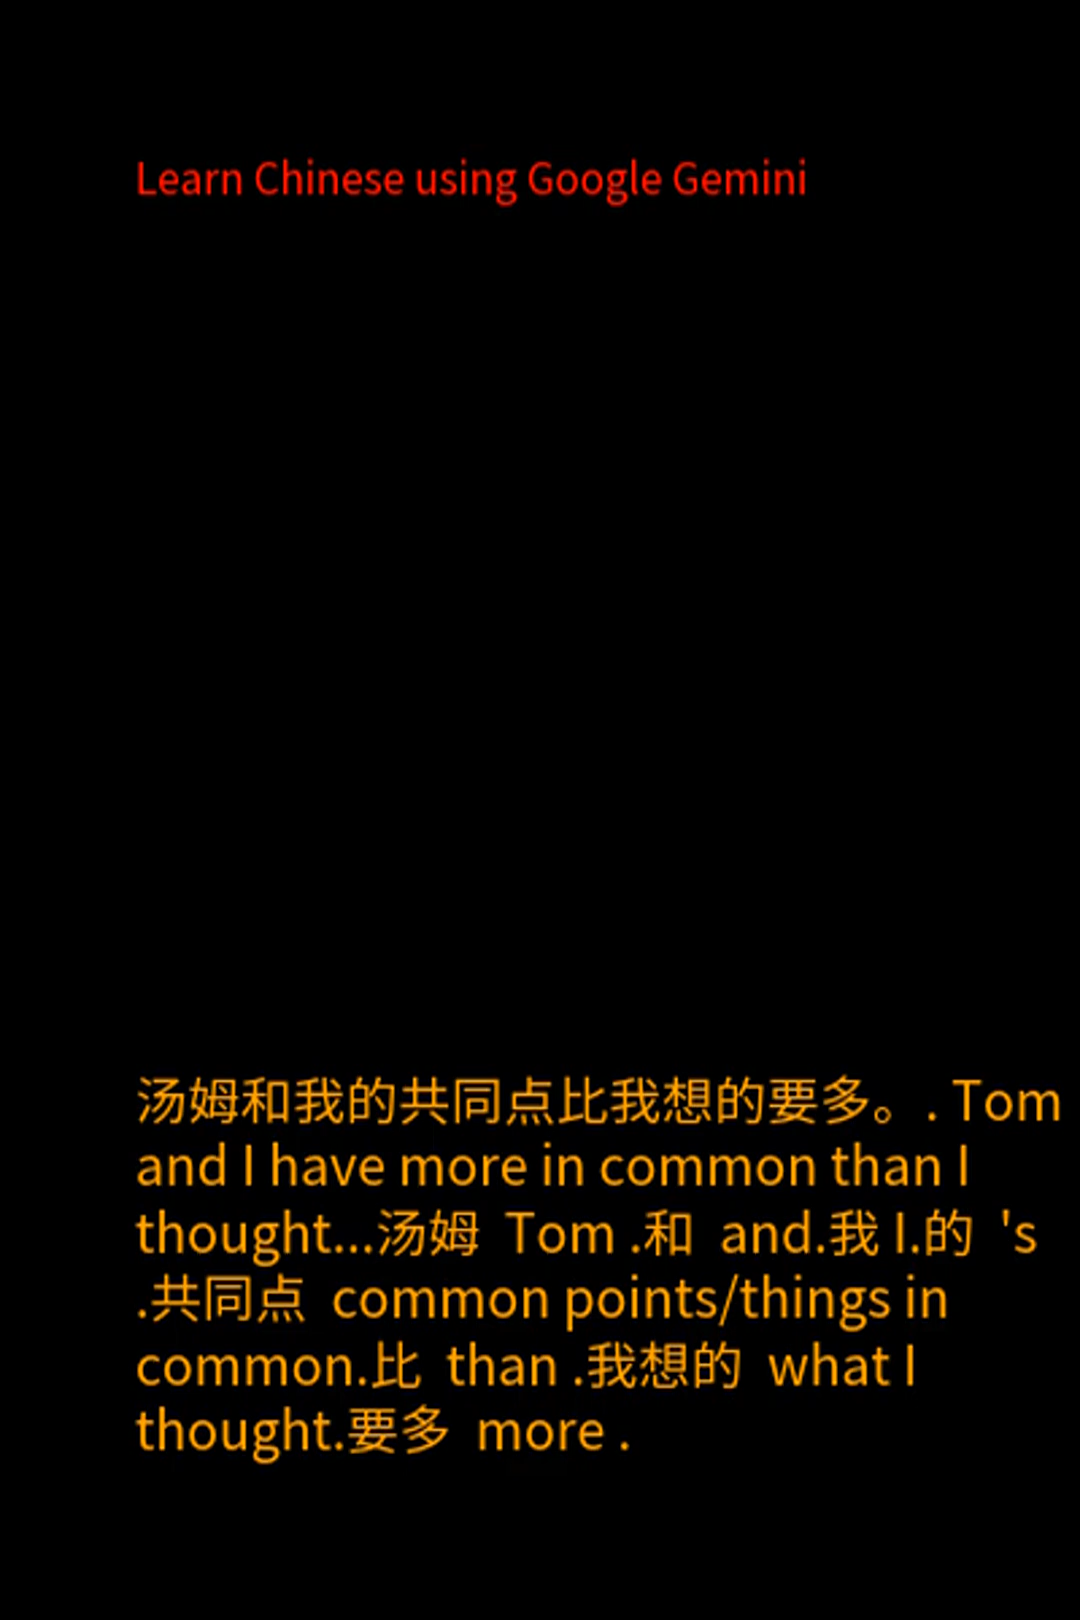 Learn Chinese using Google Gemini
汤姆和我的共同点比我想的要多。. Tom
and I have more in common than I
thought...汤姆 Tom .和 and.我 I.的 's
.共同点 common points/things in
common.比 than .我想的 what I
thought.要多 more .